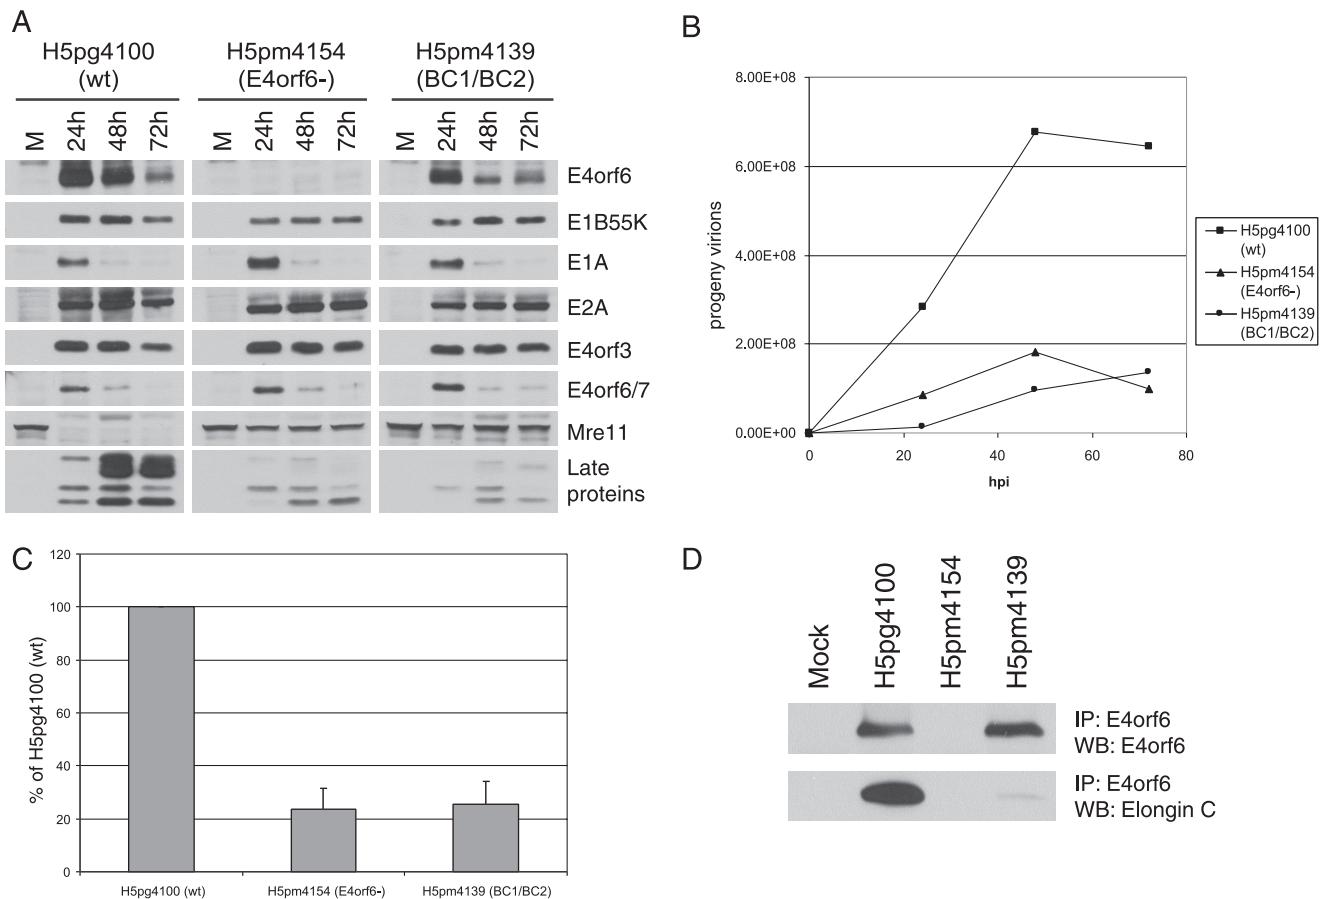 A
H5pg4100
(wt)
H5pm4154
(E4orf6-)
H5pm4139
(BC1/BC2)
M 24h 48h 72h
M 24h 48h 72h
M 24h 48h 72h
E4orf6
E1B55K
E1A
E2A
E4orf3
E4orf6/7
Mre11
Late
proteins
B
8.00E+08
6.00E+08
4.00E+08
2.00E+08
0.00E+00
progeny virions
0 20 40 60 80
hpi
H5pg4100
(wt)
H5pm4154
(E4orf6-)
H5pm4139
(BC1/BC2)
C
120
100
80
60
40
20
0
% of H5pg4100 (wt)
H5pg4100 (wt)
H5pm4154 (E4orf6-)
H5pm4139 (BC1/BC2)
D
Mock
H5pg4100
H5pm4154
H5pm4139
IP: E4orf6
WB: E4orf6
IP: E4orf6
WB: Elongin C